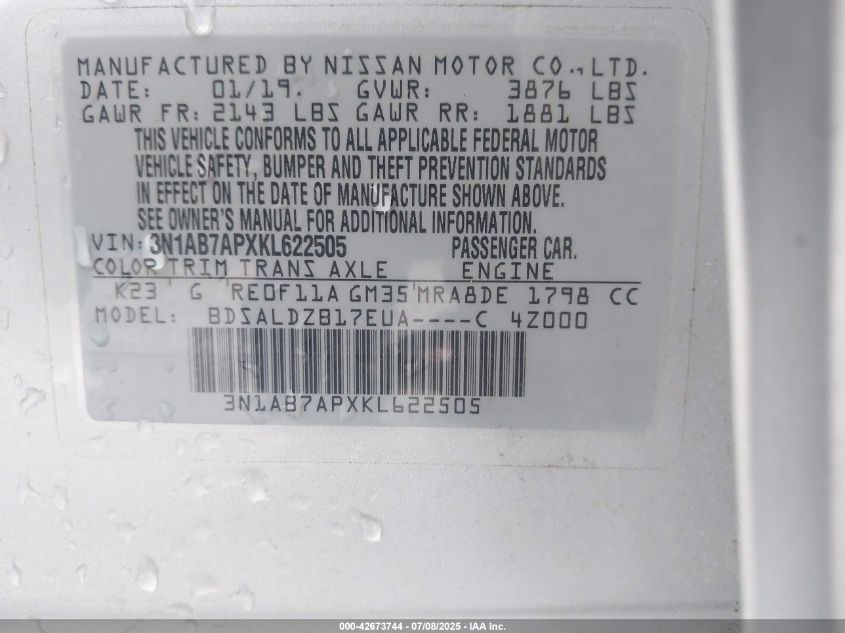 MANUFACTURED BY NISSAN MOTOR CO., LTD.
DATE: 01/19. GVWR: 3876 LBS
GAWR FR: 2143 LBS GAWR RR: 1881 LBS
THIS VEHICLE CONFORMS TO ALL APPLICABLE FEDERAL MOTOR
VEHICLE SAFETY, BUMPER AND THEFT PREVENTION STANDARDS
IN EFFECT ON THE DATE OF MANUFACTURE SHOWN ABOVE.
SEE OWNER'S MANUAL FOR ADDITIONAL INFORMATION.
VIN: 3N1AB7APXKL622505 PASSENGER CAR.
COLOR TRIM TRANS AXLE ENGINE
K23 G RE0F11A GM35 MRA8DE 1798 CC
MODEL: BDSALDZB17EUA----C 4Z000
3N1AB7APXKL622505
000-42673744 - 07/08/2025 - IAA Inc.